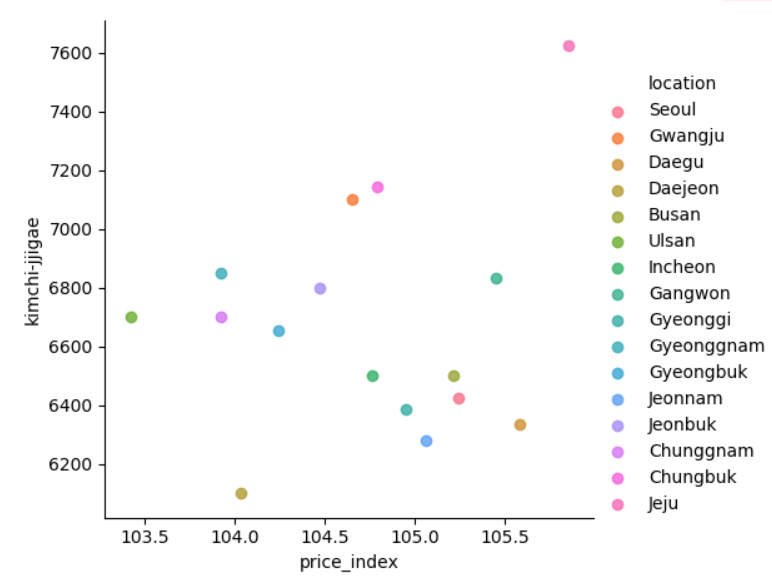 7600
7400
7200
7000
6800
6600
6400
6200
kimchi-jjigae
103.5 104.0 104.5 105.0 105.5
price_index
location
Seoul
Gwangju
Daegu
Daejeon
Busan
Ulsan
Incheon
Gangwon
Gyeonggi
Gyeonggnam
Gyeongbuk
Jeonnam
Jeonbuk
Chunggnam
Chungbuk
Jeju